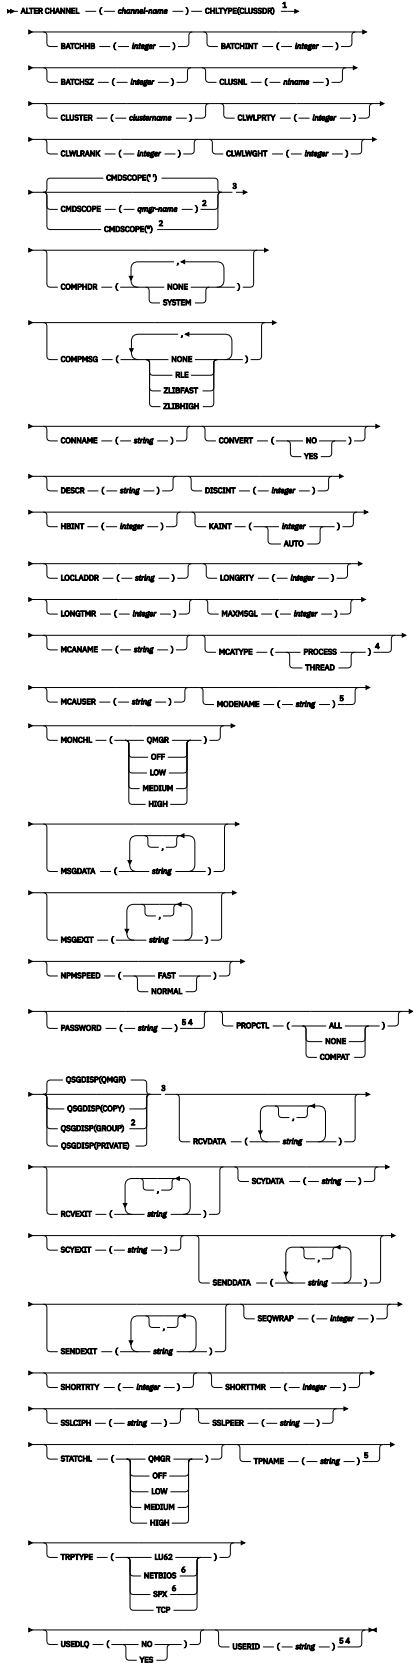 ALTER CHANNEL ( channel-name ) CHLTYPE(CLUSSDR) 1
BATCHHB ( integer ) BATCHINT ( integer )
BATCHSZ ( integer ) CLUSNL ( nlname )
CLUSTER ( clustername ) CLWLPRTY ( integer )
CLWLRANK ( integer ) CLWLWGHT ( integer )
CMDSCOPE(' ')
3
CMDSCOPE ( qmgr-name ) 2
CMDSCOPE(*) 2
,
COMPHDR ( NONE )
SYSTEM
,
COMPMSG ( NONE )
RLE
ZLIBFAST
ZLIBHIGH
CONNAME ( string ) CONVERT ( NO )
YES
DESCR ( string ) DISCINT ( integer )
HBINT ( integer ) KAINT ( integer )
AUTO
LOCLADDR ( string ) LONGRTY ( integer )
LONGTMR ( integer ) MAXMSGL ( integer )
MCANAME ( string ) MCATYPE ( PROCESS ) 4
THREAD
MCAUSER ( string ) MODENAME ( string ) 5
MONCHL ( QMGR )
OFF
LOW
MEDIUM
HIGH
,
MSGDATA ( string )
,
MSGEXIT ( string )
NPMSPEED ( FAST )
NORMAL
PASSWORD ( string ) 5 4 PROPCTL ( ALL )
NONE
COMPAT
QSGDISP(QMGR)
3
QSGDISP(COPY)
,
QSGDISP(GROUP) 2
RCVDATA ( string )
QSGDISP(PRIVATE)
,
SCYDATA ( string )
RCVEXIT ( string )
SCYEXIT ( string )
,
SENDDATA ( string )
,
SEQWRAP ( integer )
SENDEXIT ( string )
SHORTRTY ( integer ) SHORTTMR ( integer )
SSLCIPH ( string ) SSLPEER ( string )
STATCHL ( QMGR ) TPNAME ( string ) 5
OFF
LOW
MEDIUM
HIGH
TRPTYPE ( LU62 )
NETBIOS 6
SPX 6
TCP
USEDLQ ( NO ) USERID ( string ) 5 4
YES